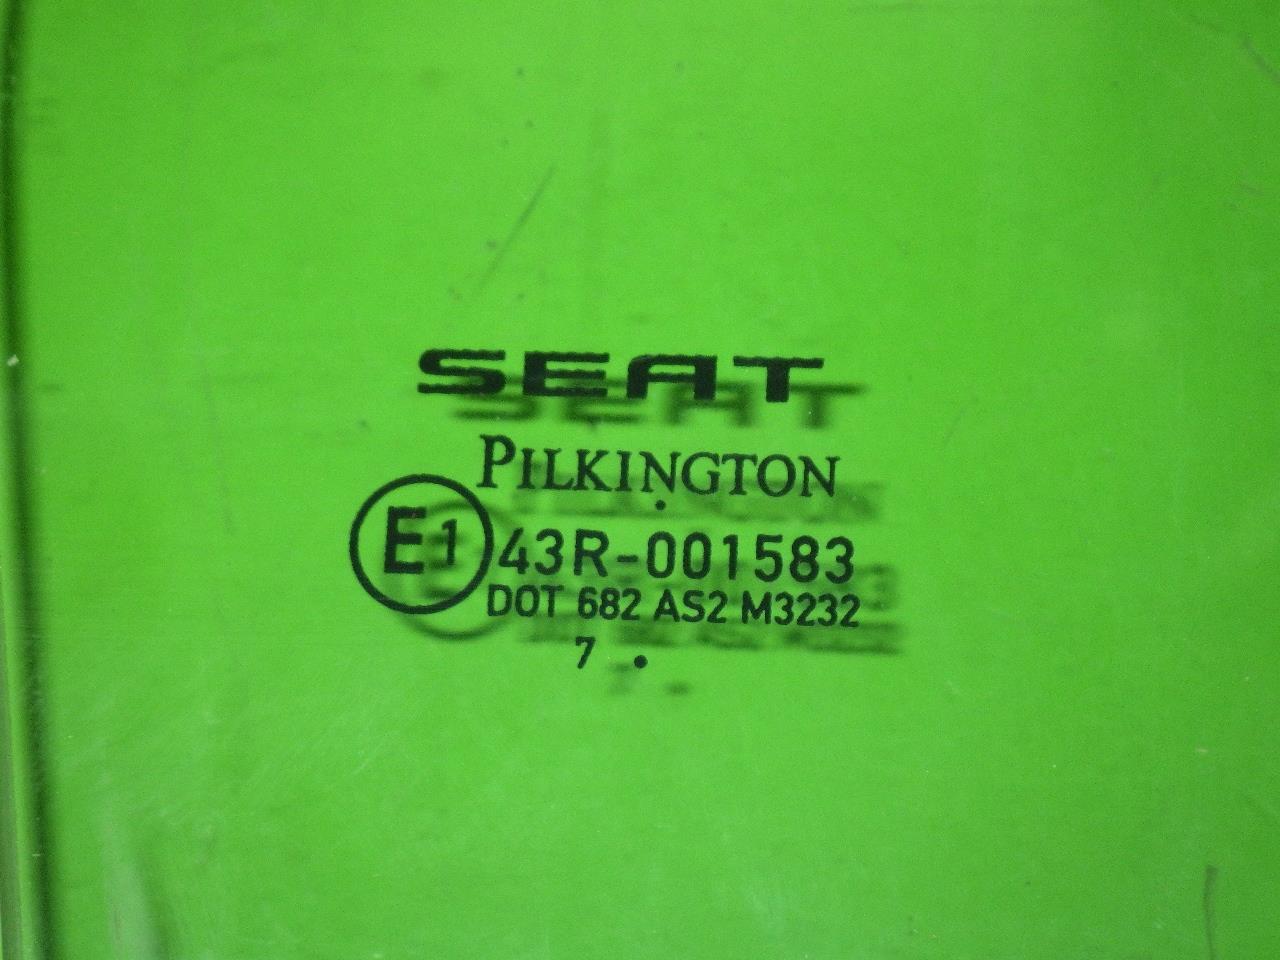 SEAT
PILKINGTON
E1 43R-001583
DOT 682 AS2 M3232
7 •